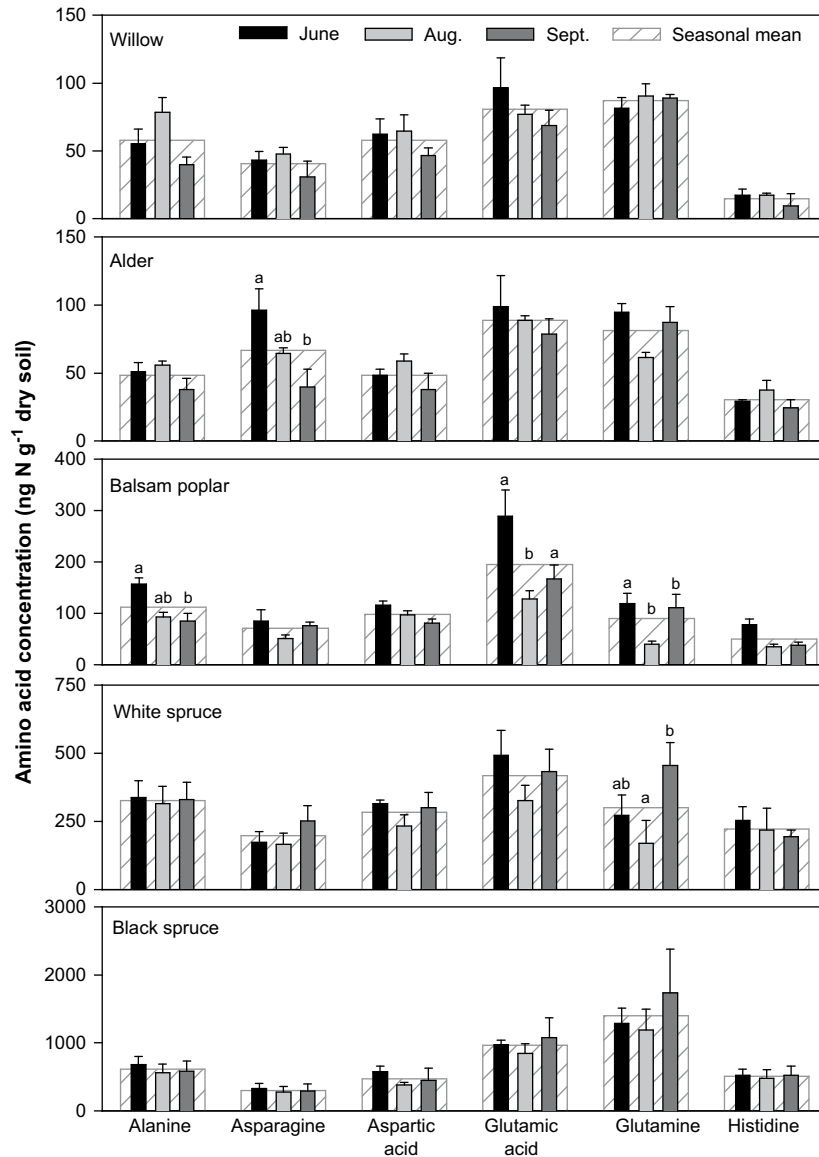 Amino acid concentration (ng N g⁻¹ dry soil)
June Aug. Sept. Seasonal mean
Willow
150
100
50
0
Alder
150
100
50
0
a
ab b
Balsam poplar
400
300
200
100
0
a
ab b
a
b a
a
b b
White spruce
750
500
250
0
ab a b
Black spruce
3000
2000
1000
0
Alanine Asparagine Aspartic acid Glutamic acid Glutamine Histidine